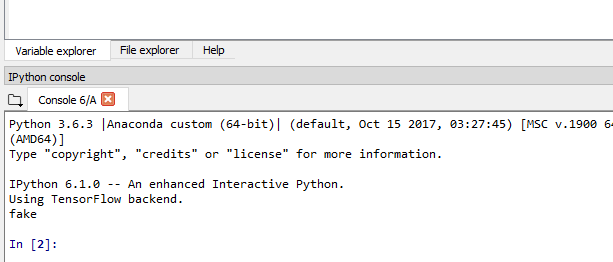 Variable explorer File explorer Help
IPython console
Console 6/A
Python 3.6.3 |Anaconda custom (64-bit)| (default, Oct 15 2017, 03:27:45) [MSC v.1900 64
(AMD64)]
Type "copyright", "credits" or "license" for more information.
IPython 6.1.0 -- An enhanced Interactive Python.
Using TensorFlow backend.
fake
In [2]: